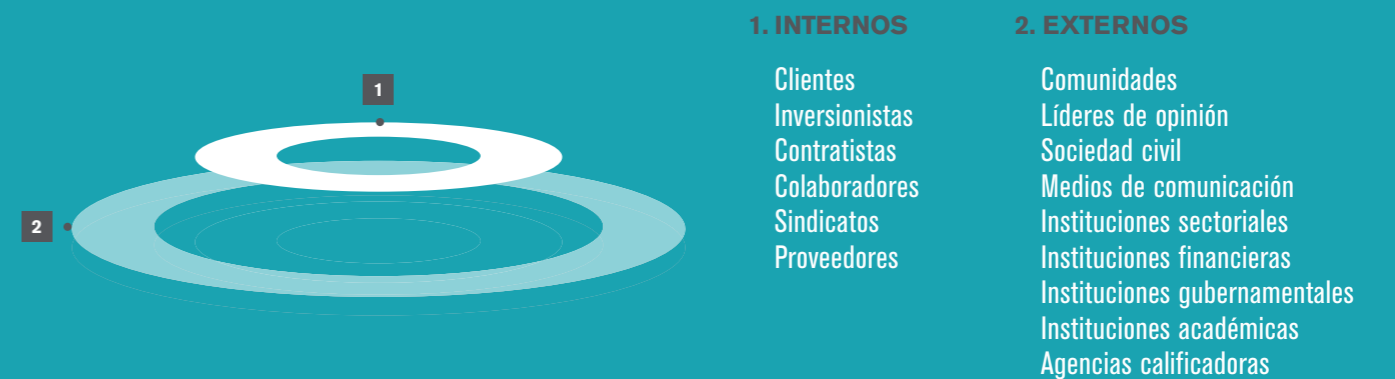 1
2
1. INTERNOS
Clientes
Inversionistas
Contratistas
Colaboradores
Sindicatos
Proveedores
2. EXTERNOS
Comunidades
Líderes de opinión
Sociedad civil
Medios de comunicación
Instituciones sectoriales
Instituciones financieras
Instituciones gubernamentales
Instituciones académicas
Agencias calificadoras